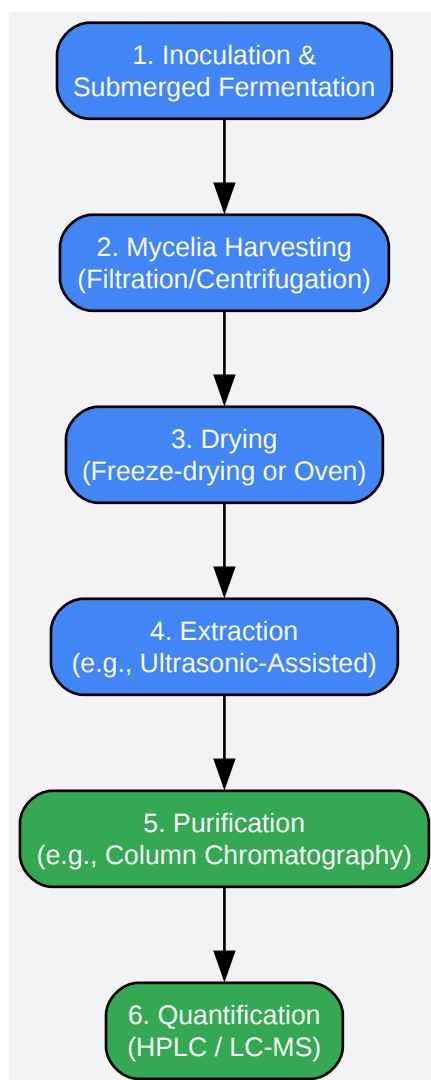 1. Inoculation &
Submerged Fermentation
2. Mycelia Harvesting
(Filtration/Centrifugation)
3. Drying
(Freeze-drying or Oven)
4. Extraction
(e.g., Ultrasonic-Assisted)
5. Purification
(e.g., Column Chromatography)
6. Quantification
(HPLC / LC-MS)